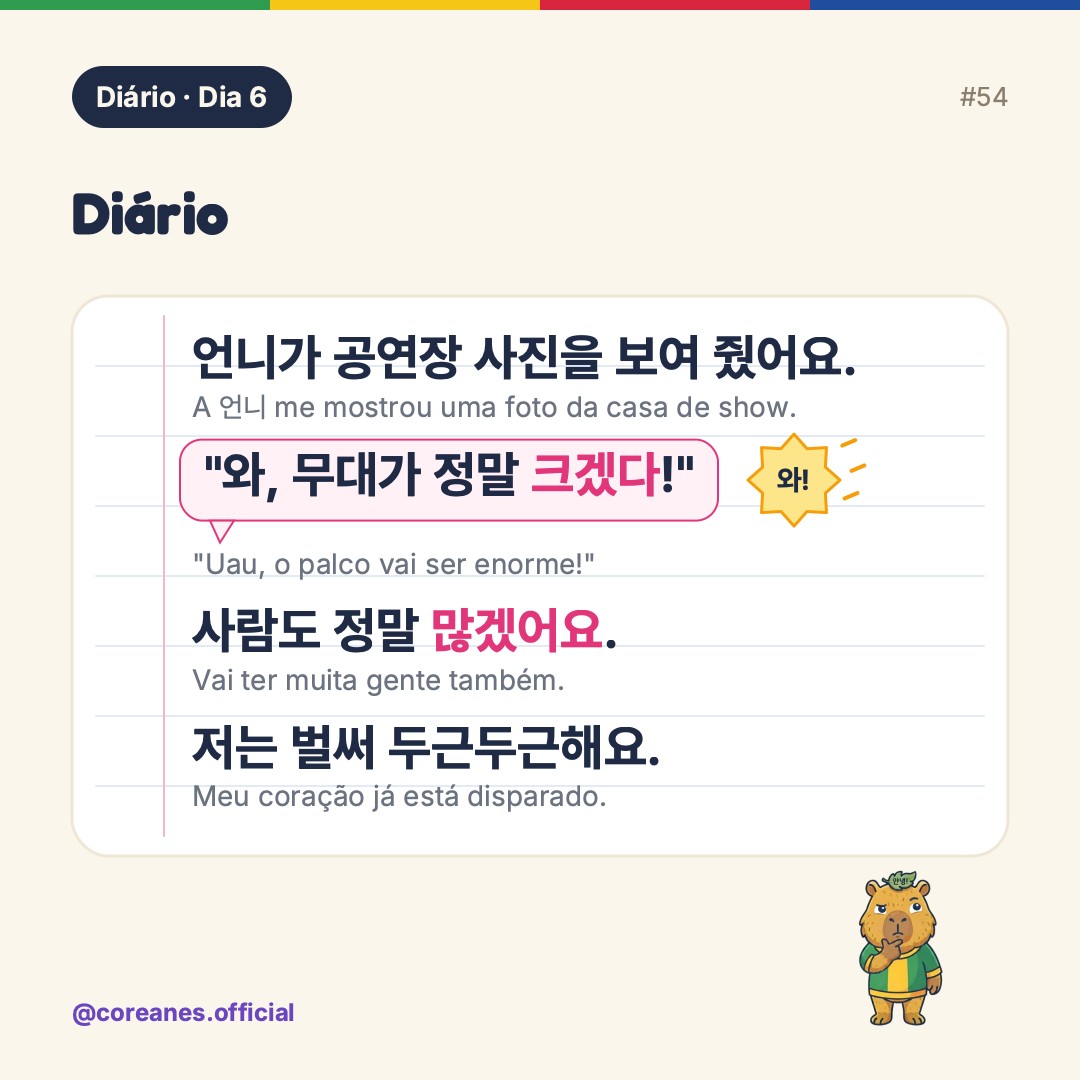 Diário · Dia 6
#54
Diário
언니가 공연장 사진을 보여 줬어요.
A 언니 me mostrou uma foto da casa de show.
"와, 무대가 정말 크겠다!"
와!
"Uau, o palco vai ser enorme!"
사람도 정말 많겠어요.
Vai ter muita gente também.
저는 벌써 두근두근해요.
Meu coração já está disparado.
안녕!
@coreanes.official